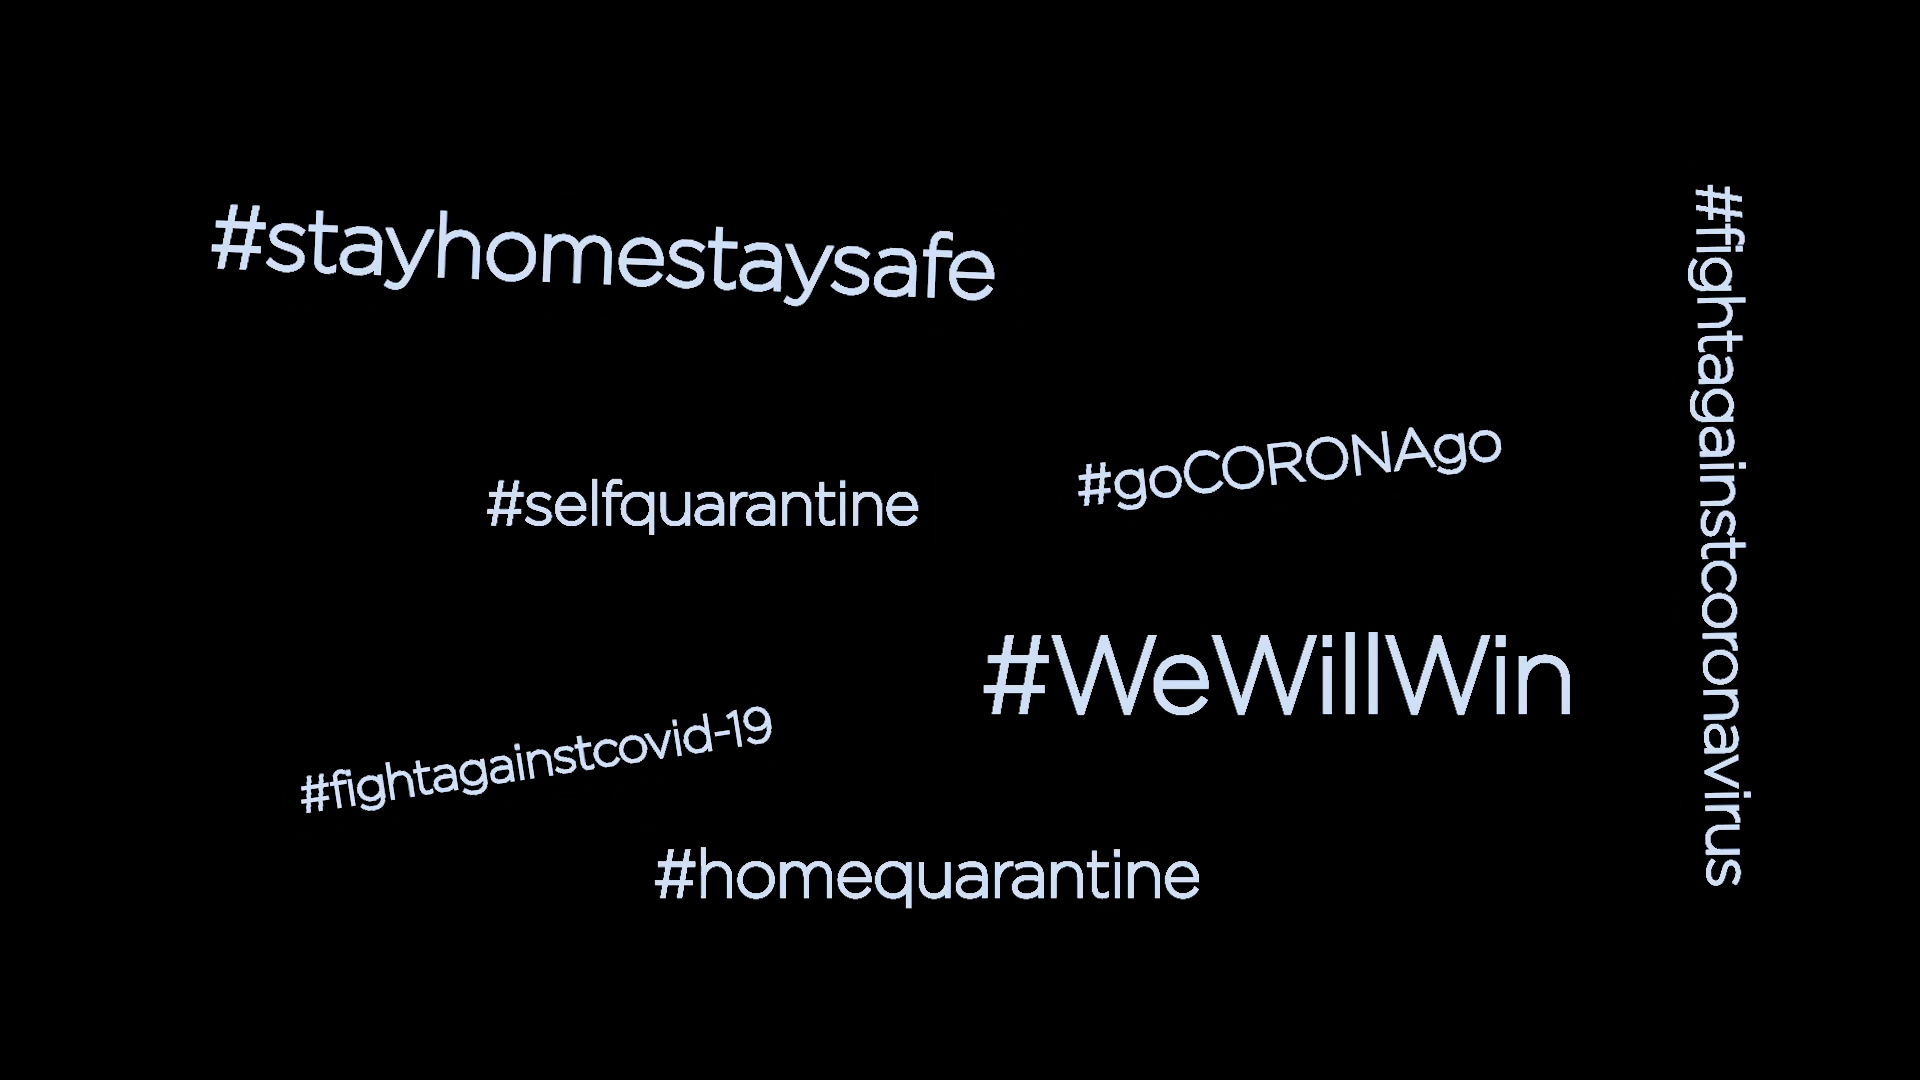 #stayhomestaysafe
#fightagainstcoronavirus
#goCORONAgo
#selfquarantine
#WeWillWin
#fightagainstcovid-19
#homequarantine